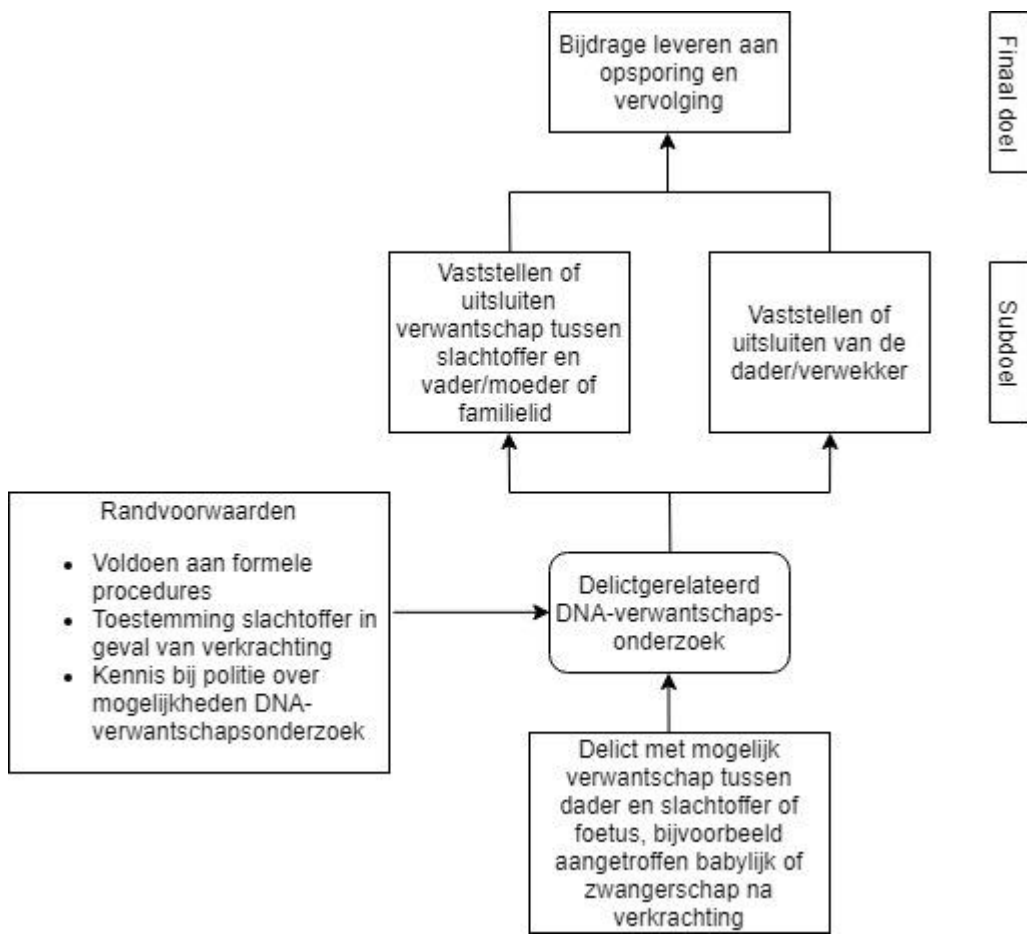 Bijdrage leveren aan
opsporing en
vervolging
Finaal doel
Vaststellen of
uitsluiten
verwantschap tussen
slachtoffer en
vader/moeder of
familielid
Vaststellen of
uitsluiten van de
dader/verwekker
Subdoel
Randvoorwaarden
• Voldoen aan formele
procedures
• Toestemming slachtoffer in
geval van verkrachting
• Kennis bij politie over
mogelijkheden DNA-
verwantschapsonderzoek
Delictgerelateerd
DNA-verwantschaps-
onderzoek
Delict met mogelijk
verwantschap tussen
dader en slachtoffer of
foetus, bijvoorbeeld
aangetroffen babylijk of
zwangerschap na
verkrachting